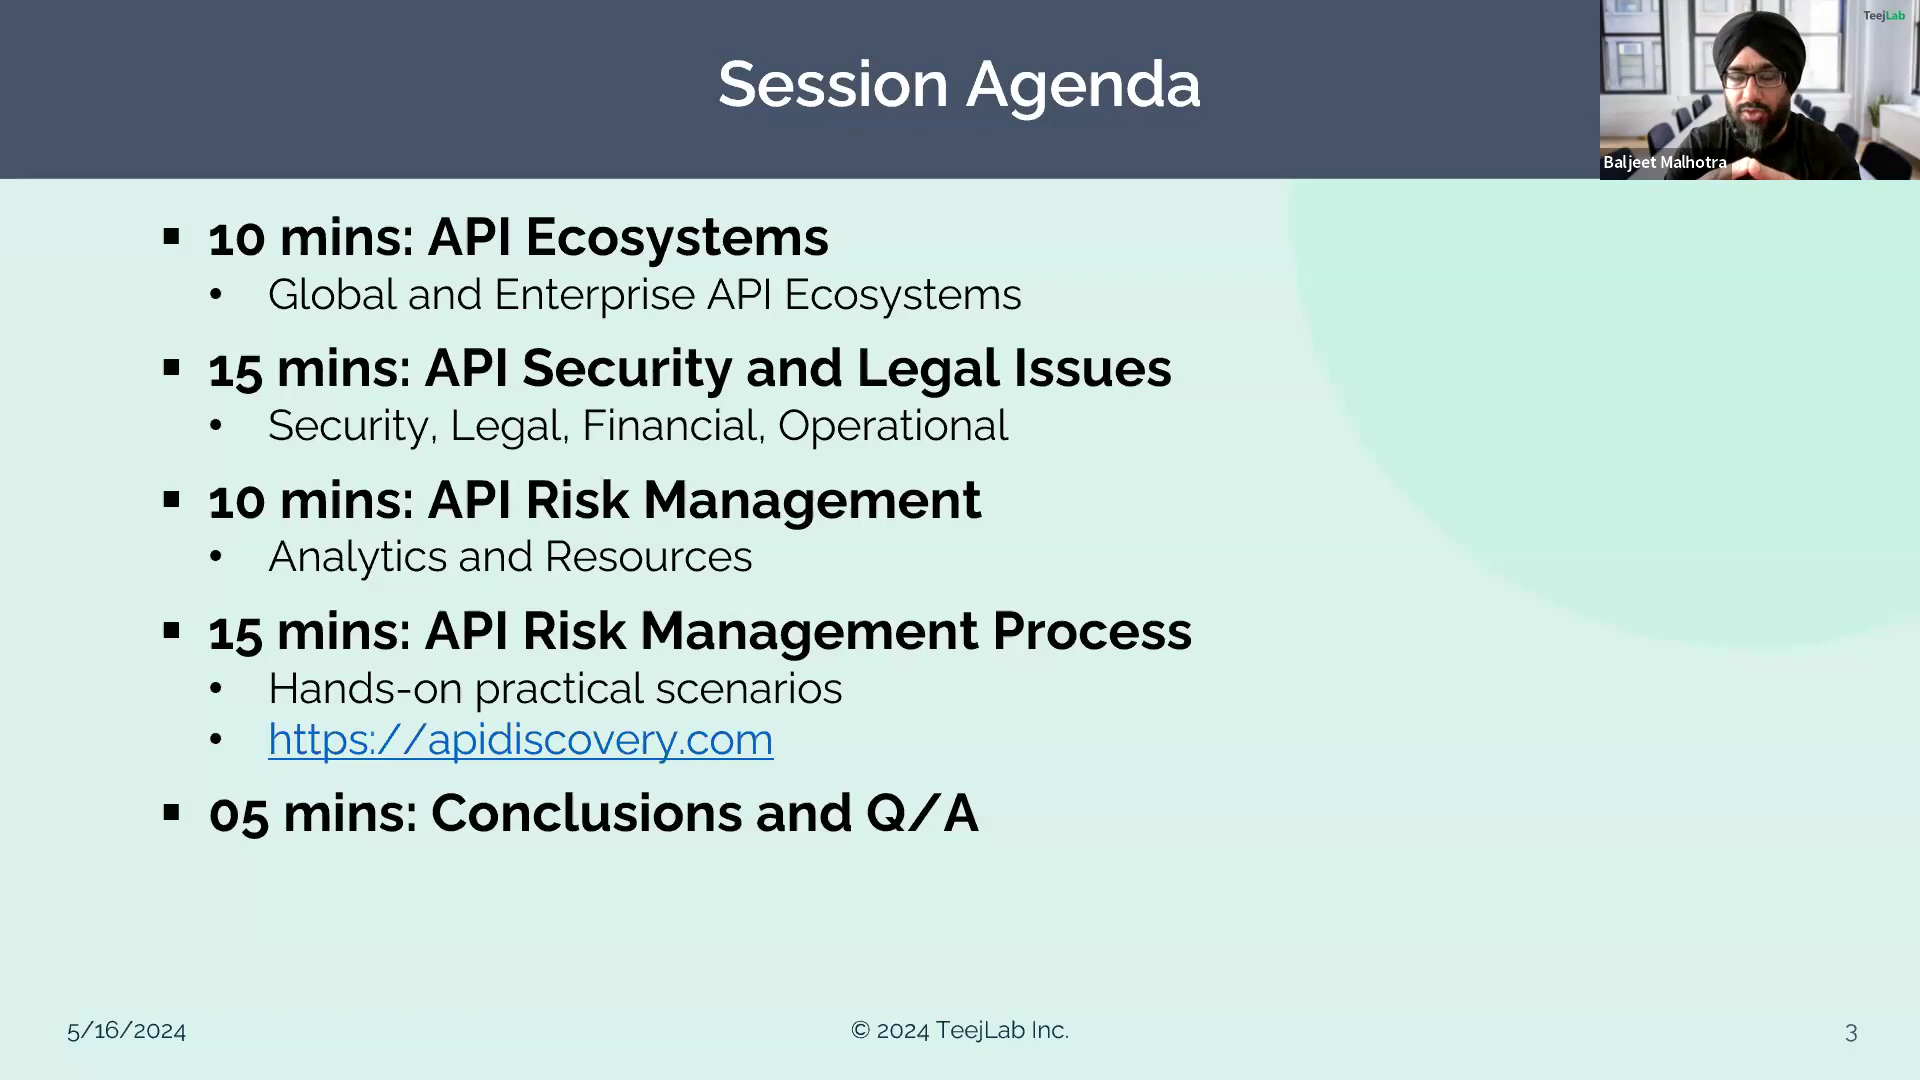 Session Agenda
TeejLab
Baljeet Malhotra
▪ 10 mins: API Ecosystems
• Global and Enterprise API Ecosystems
▪ 15 mins: API Security and Legal Issues
• Security, Legal, Financial, Operational
▪ 10 mins: API Risk Management
• Analytics and Resources
▪ 15 mins: API Risk Management Process
• Hands-on practical scenarios
• https://apidiscovery.com
▪ 05 mins: Conclusions and Q/A
5/16/2024
© 2024 TeejLab Inc.
3